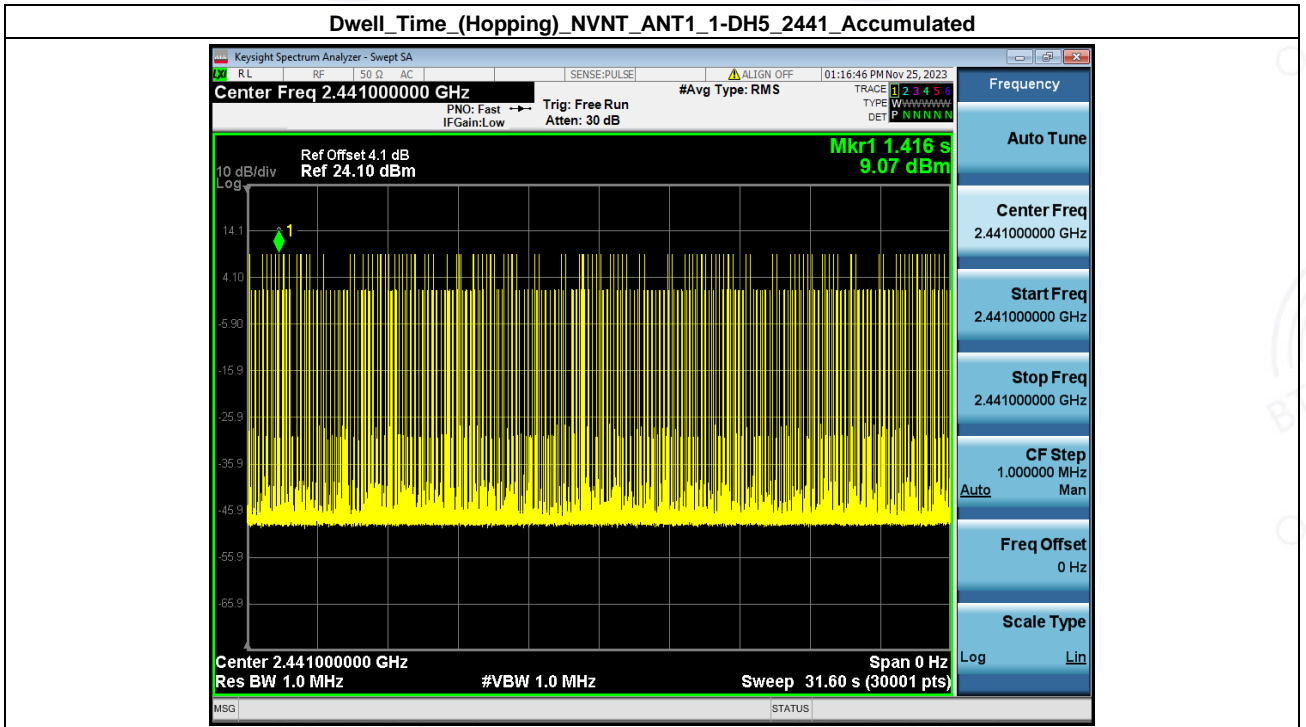 Dwell_Time_(Hopping)_NVNT_ANT1_1-DH5_2441_Accumulated
Keysight Spectrum Analyzer - Swept SA
LXI RL RF 50 Ω AC SENSE:PULSE ALIGN OFF 01:16:46 PM Nov 25, 2023
Center Freq 2.441000000 GHz
#Avg Type: RMS
TRACE 1 2 3 4 5 6
PNO: Fast
Trig: Free Run
TYPE WWWWWWW
IFGain:Low
Atten: 30 dB
DET P N N N N N
Mkr1 1.416 s
9.07 dBm
Ref Offset 4.1 dB
10 dB/div Ref 24.10 dBm
Log
1
14.1
4.10
-5.90
-15.9
-25.9
-35.9
-45.9
-55.9
-65.9
Center 2.441000000 GHz
Span 0 Hz
Res BW 1.0 MHz
#VBW 1.0 MHz
Sweep 31.60 s (30001 pts)
MSG
STATUS
Frequency
Auto Tune
Center Freq
2.441000000 GHz
Start Freq
2.441000000 GHz
Stop Freq
2.441000000 GHz
CF Step
1.000000 MHz
Auto Man
Freq Offset
0 Hz
Scale Type
Log Lin